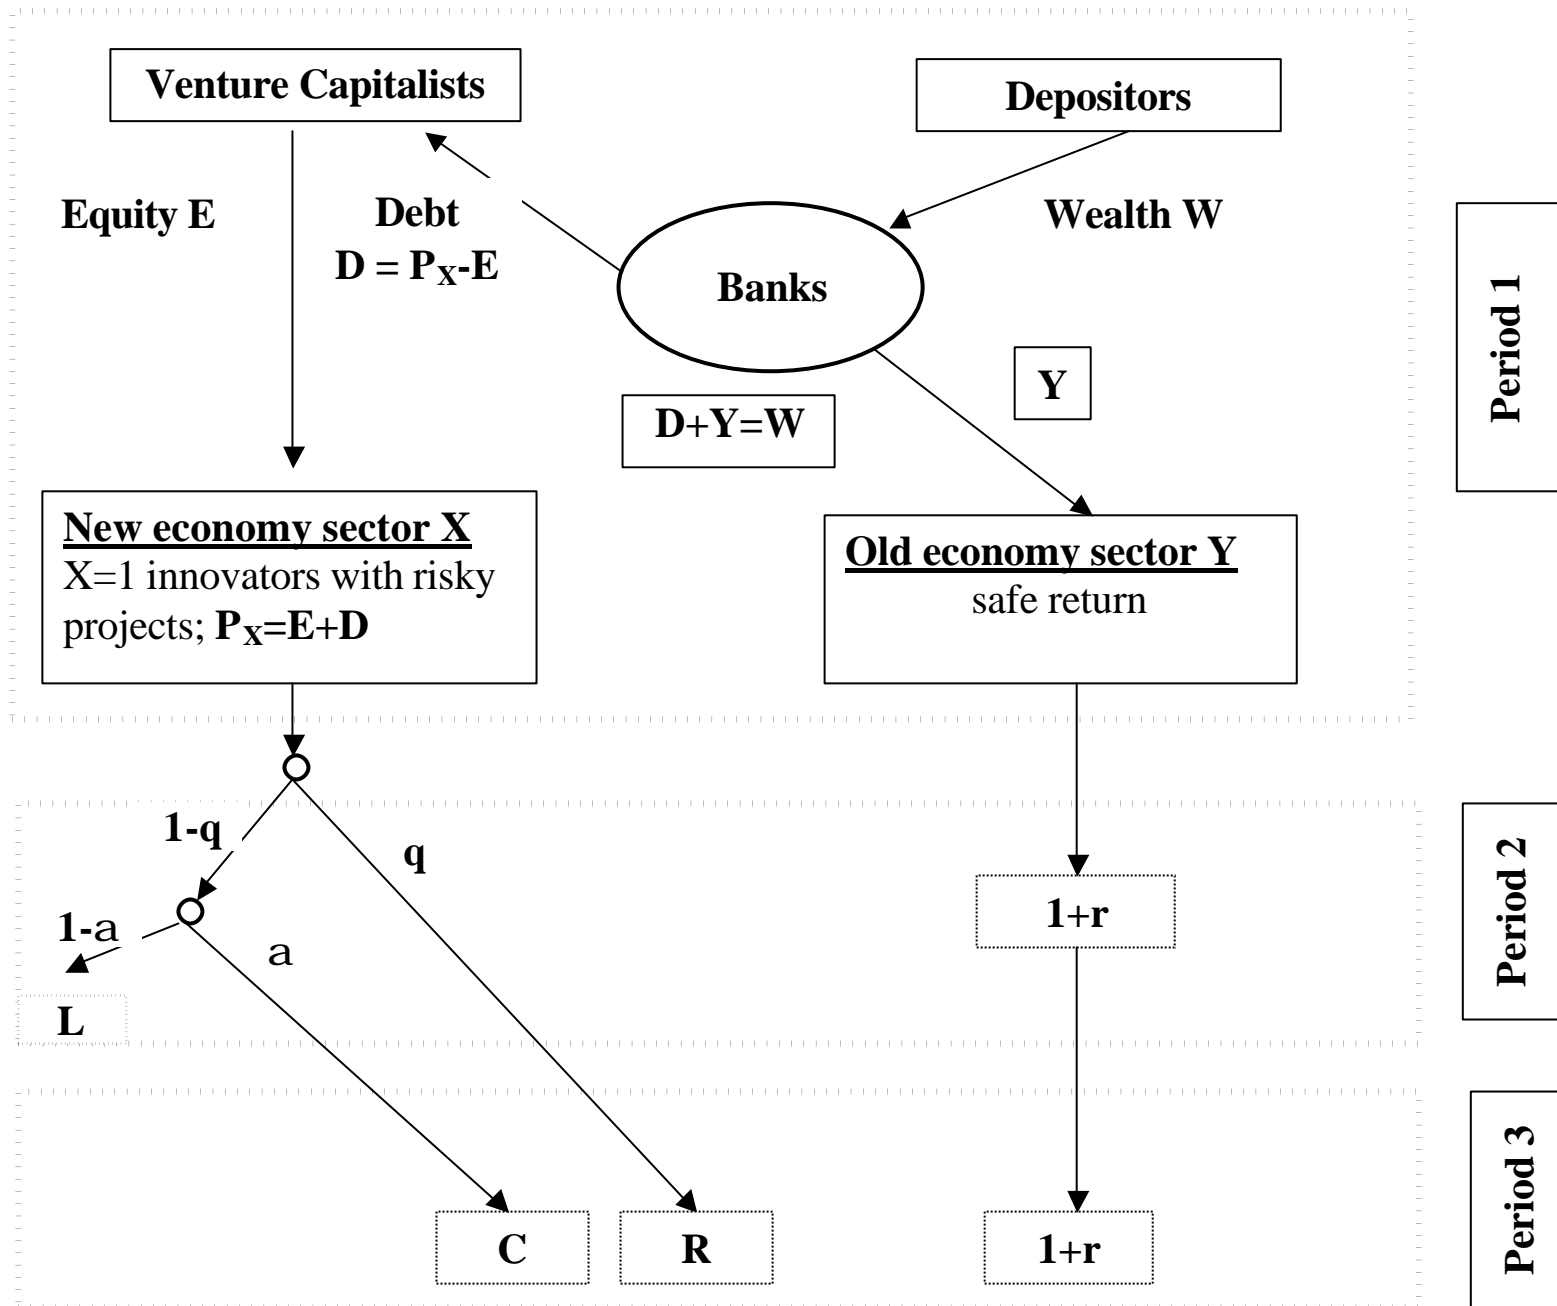 Venture Capitalists
Depositors
Equity E
Debt
D = PX-E
Wealth W
Banks
Period 1
Y
D+Y=W
New economy sector X
X=1 innovators with risky
projects; PX=E+D
Old economy sector Y
safe return
1-q
q
Period 2
1-a
a
1+r
L
Period 3
C
R
1+r